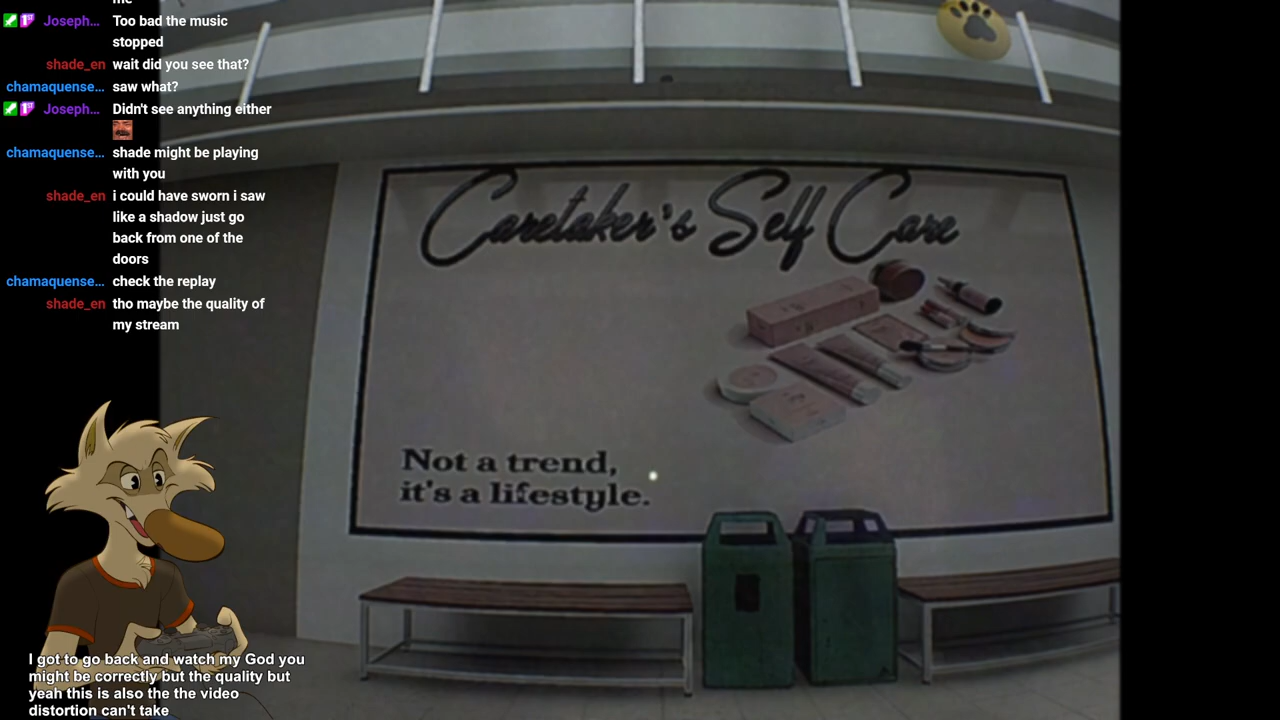 me
Joseph... Too bad the music
stopped
shade_en wait did you see that?
chamaquense... saw what?
Joseph... Didn't see anything either
chamaquense... shade might be playing
with you
shade_en i could have sworn i saw
like a shadow just go
back from one of the
doors
chamaquense... check the replay
shade_en tho maybe the quality of
my stream
Caretaker's Self Care
Not a trend,
it's a lifestyle.
I got to go back and watch my God you
might be correctly but the quality but
yeah this is also the the video
distortion can't take